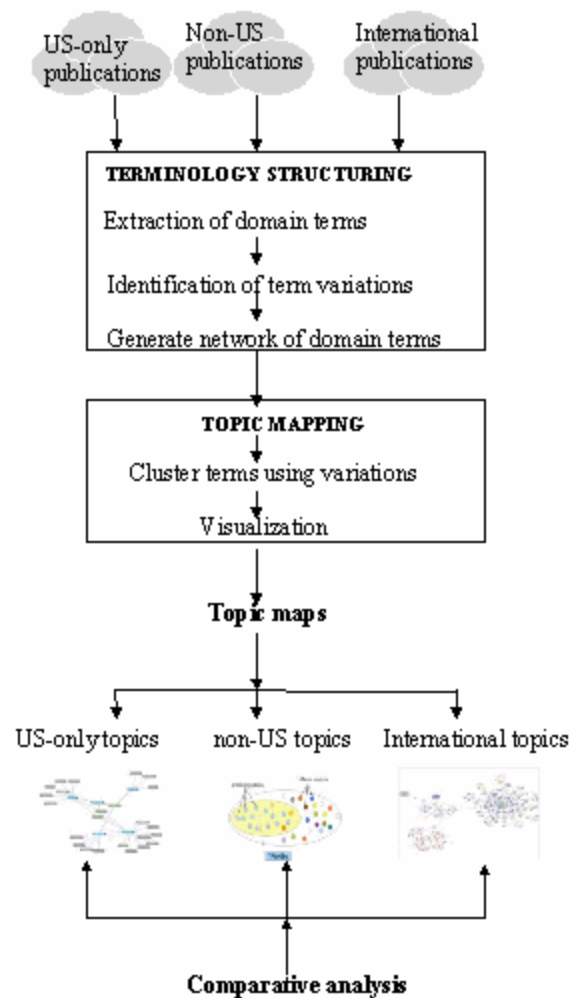 US-only
publications
Non-US
publications
International
publications
TERMINOLOGY STRUCTURING
Extraction of domain terms
Identification of term variations
Generate network of domain terms
TOPIC MAPPING
Cluster terms using variations
Visualization
Topic maps
US-only topics
non-US topics
International topics
Comparative analysis